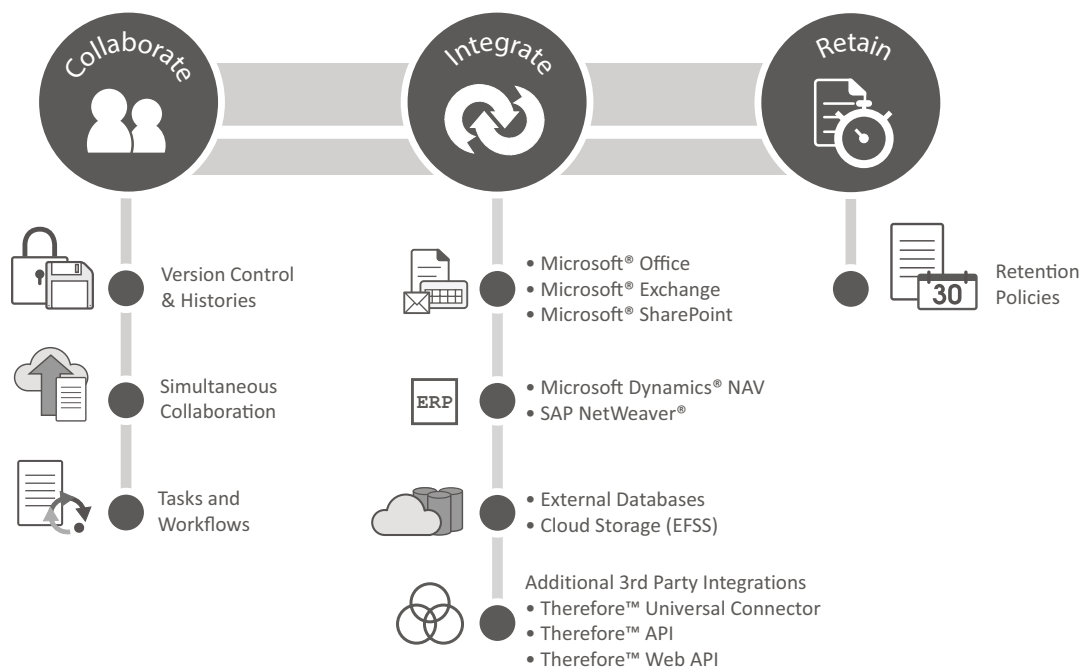 Collaborate
Integrate
Retain
Version Control
& Histories
Simultaneous
Collaboration
Tasks and
Workflows
• Microsoft® Office
• Microsoft® Exchange
• Microsoft® SharePoint
ERP
• Microsoft Dynamics® NAV
• SAP NetWeaver®
• External Databases
• Cloud Storage (EFSS)
Additional 3rd Party Integrations
• Therefore™ Universal Connector
• Therefore™ API
• Therefore™ Web API
30
Retention
Policies